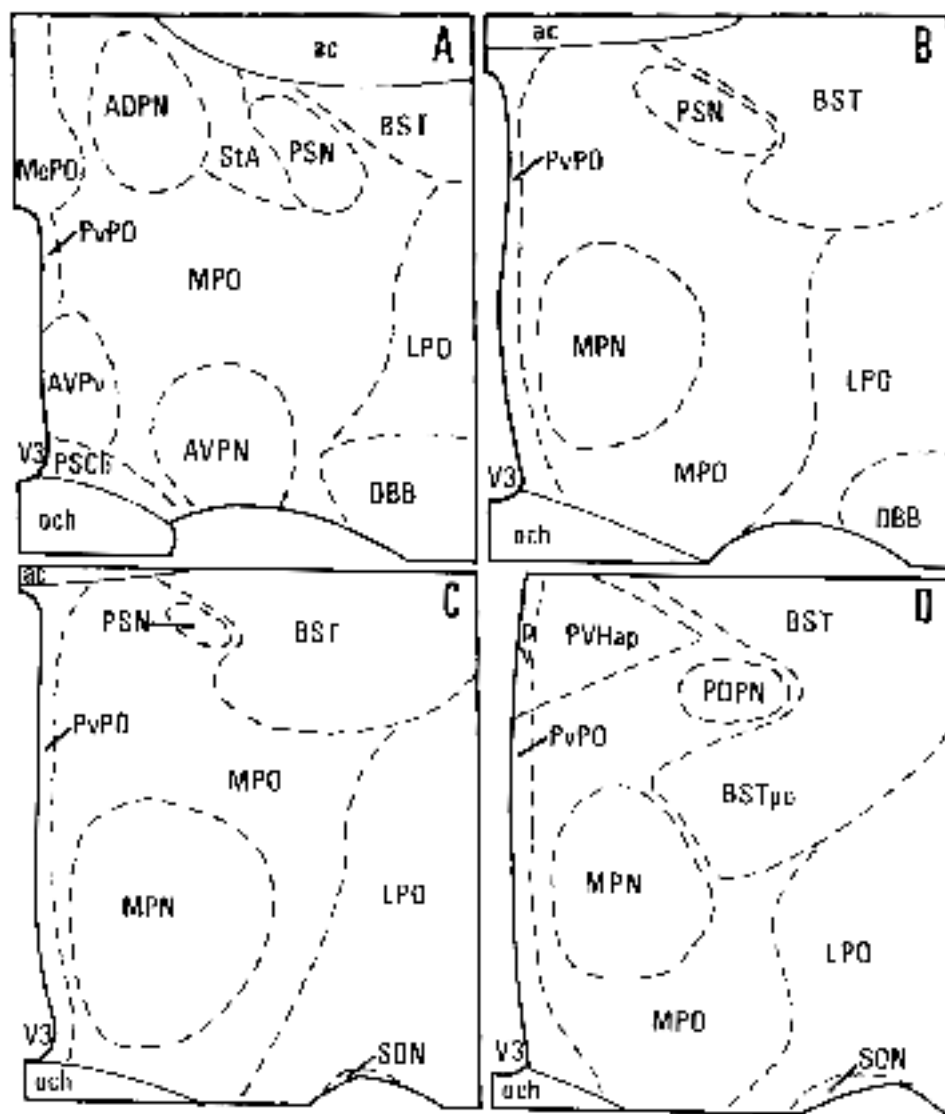 A
ac
ADPN
BST
StA
PSN
MePO
PvPO
MPO
LPO
AVPv
AVPN
V3
PSCh
DBB
och
B
ac
PSN
BST
PvPO
MPN
LPO
MPO
V3
DBB
och
C
ac
PSN
BST
PvPO
MPO
MPN
LPO
V3
SON
och
D
BST
PVHap
POPN
PvPO
BSTpc
MPN
LPO
MPO
V3
SON
och